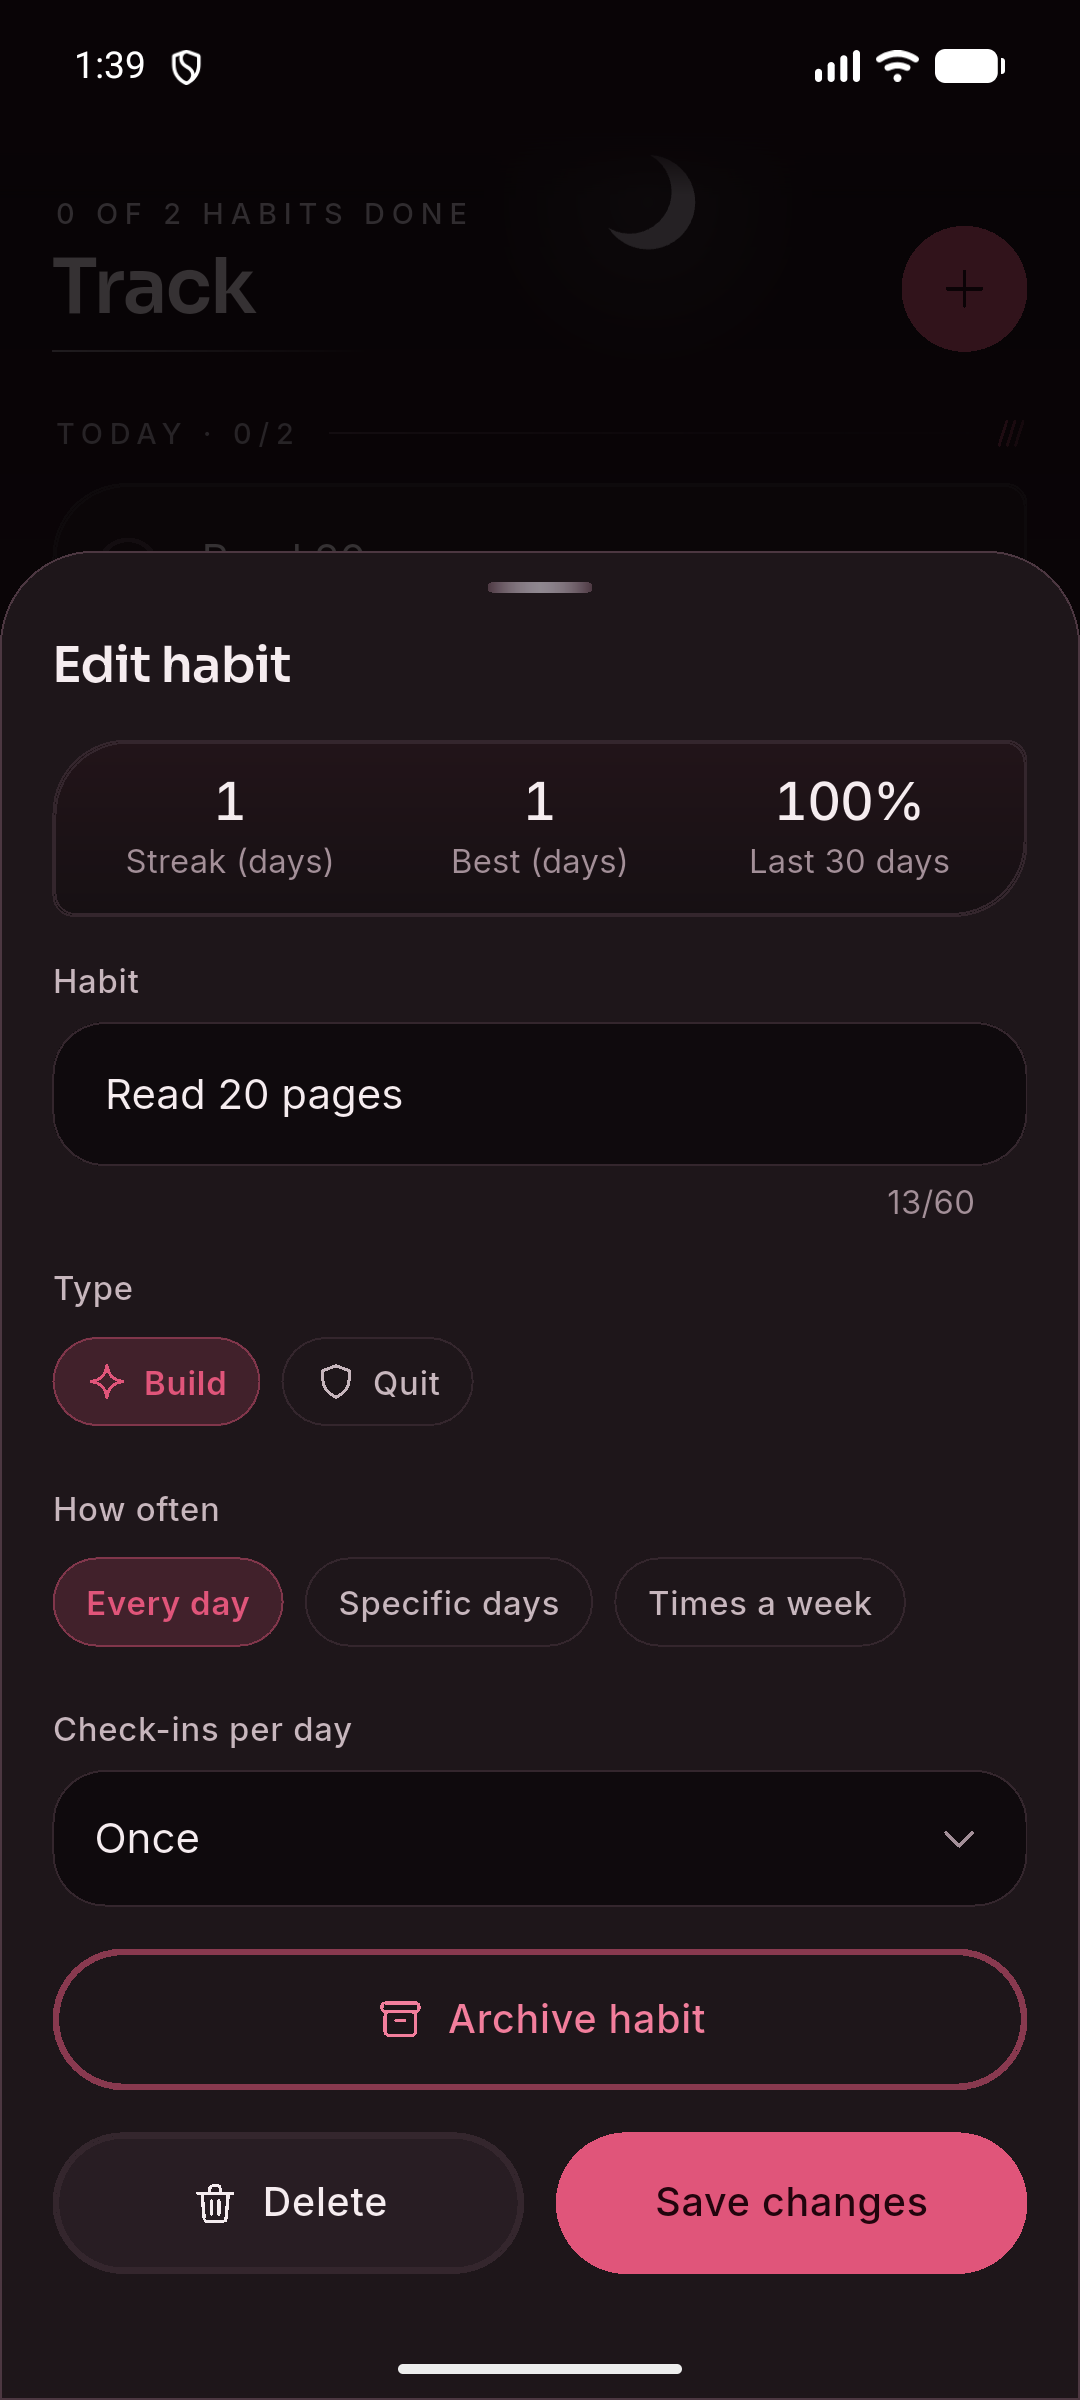 1:39
0 OF 2 HABITS DONE
Track
TODAY · 0/2
Read 20
Edit habit
1 1 100%
Streak (days) Best (days) Last 30 days
Habit
Read 20 pages
13/60
Type
Build Quit
How often
Every day Specific days Times a week
Check-ins per day
Once
Archive habit
Delete Save changes